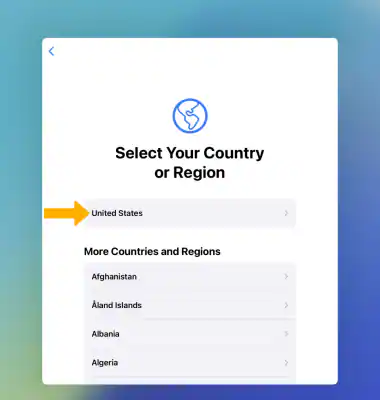 Select Your Country
or Region
United States
More Countries and Regions
Afghanistan
Åland Islands
Albania
Algeria